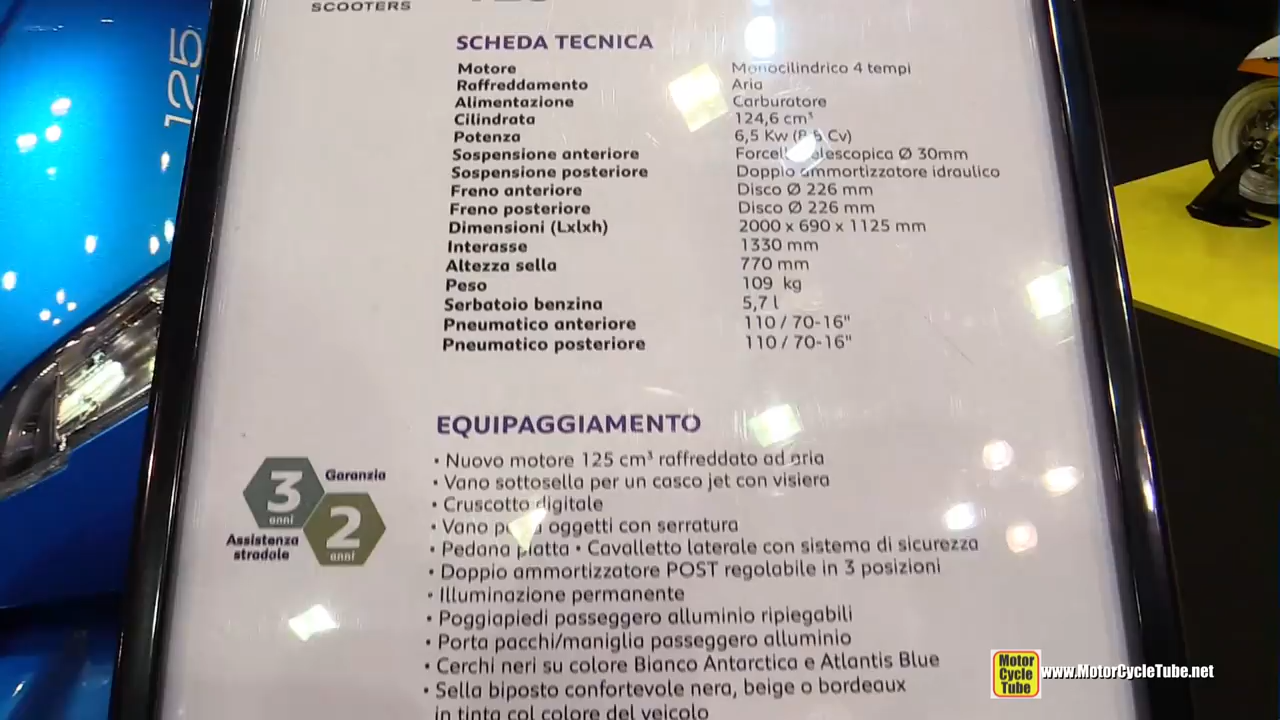 SCOOTERS
125
SCHEDA TECNICA
Motore Monocilindrico 4 tempi
Raffreddamento Aria
Alimentazione Carburatore
Cilindrata 124,6 cm³
Potenza 6,5 Kw Cv)
Sospensione anteriore Forcella telescopica Ø 30mm
Sospensione posteriore Doppio ammortizzatore idraulico
Freno anteriore Disco Ø 226 mm
Freno posteriore Disco Ø 226 mm
Dimensioni (Lxlxh) 2000 x 690 x 1125 mm
Interasse 1330 mm
Altezza sella 770 mm
Peso 109 kg
Serbatoio benzina 5,7 l
Pneumatico anteriore 110 / 70-16"
Pneumatico posteriore 110 / 70-16"
EQUIPAGGIAMENTO
• Nuovo motore 125 cm³ raffreddato ad aria
• Vano sottosella per un casco jet con visiera
• Cruscotto digitale
• Vano porta oggetti con serratura
• Pedana piatta • Cavalletto laterale con sistema di sicurezza
• Doppio ammortizzatore POST regolabile in 3 posizioni
• Illuminazione permanente
• Poggiapiedi passeggero alluminio ripiegabili
• Porta pacchi/maniglia passeggero alluminio
• Cerchi neri su colore Bianco Antarctica e Atlantis Blue
• Sella biposto confortevole nera, beige o bordeaux
in tinta col colore del veicolo
3 anni
Garanzia
2 anni
Assistenza
stradale
Motor
Cycle
Tube
www.MotorCycleTube.net